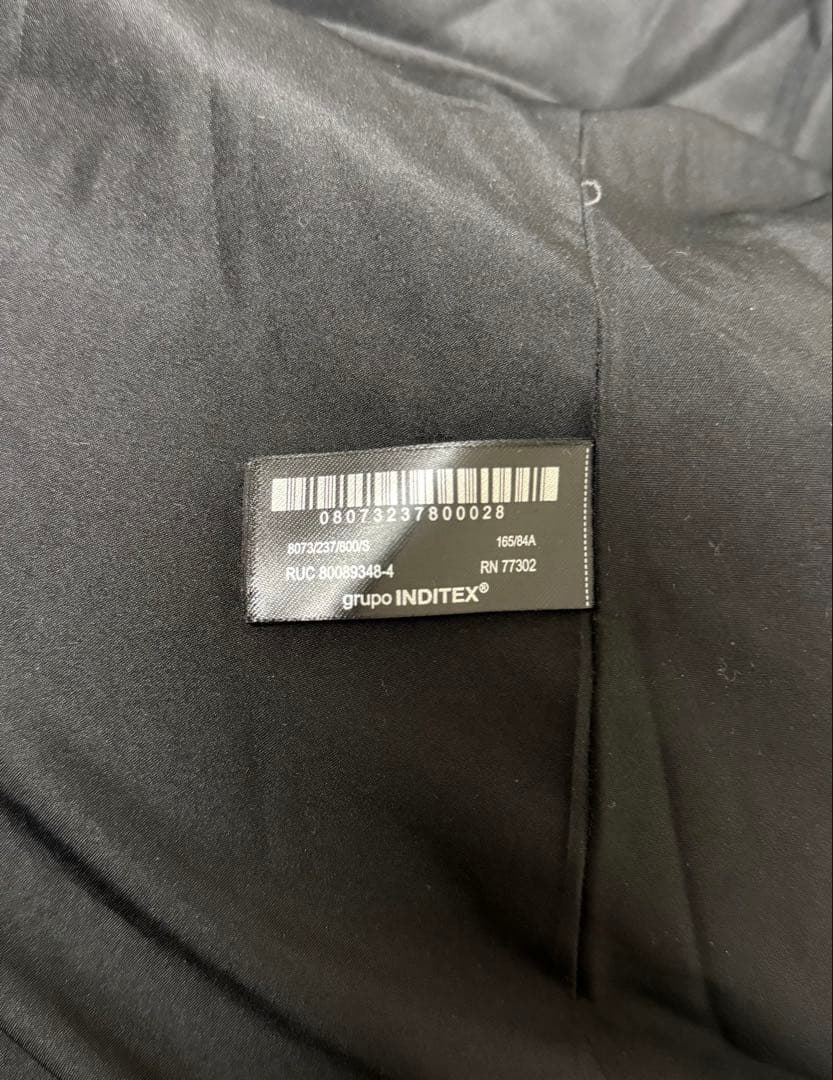 08073237800028
8073/237/800/S 165/84A
RUC 80089348-4 RN 77302
grupo INDITEX®